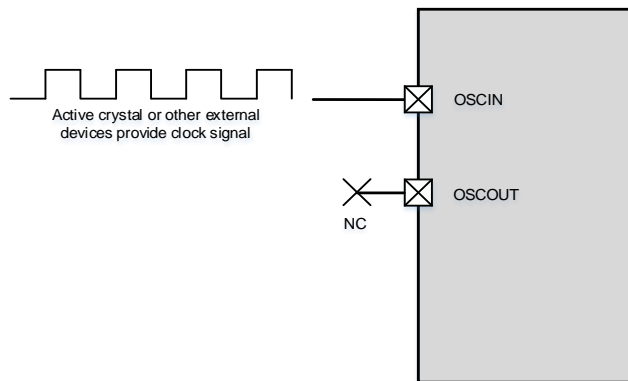 Active crystal or other external
devices provide clock signal
OSCIN
OSCOUT
NC